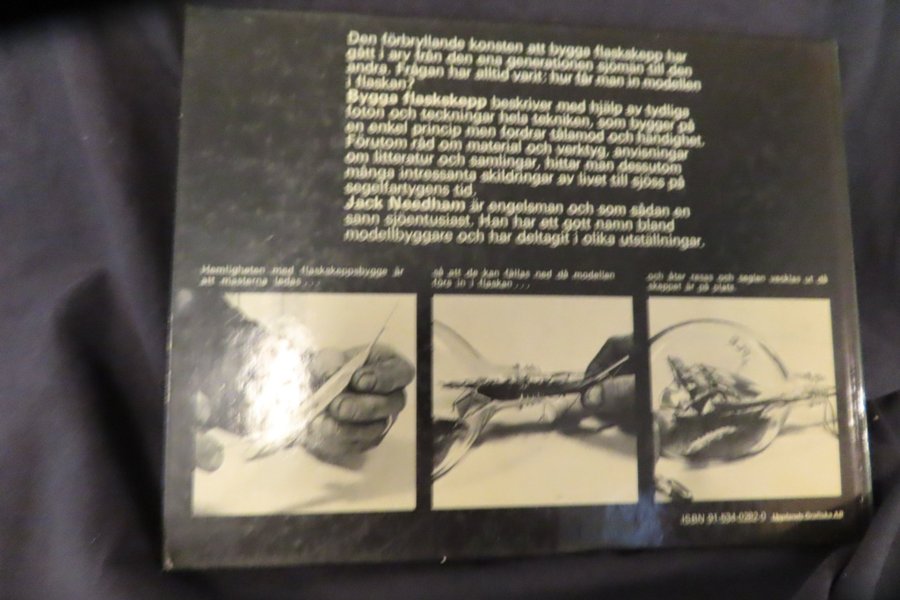 Den förbryllande konsten att bygga flaskskepp har
gått i arv från den ena generationen sjömän till den
andra. Frågan har alltid varit: hur får man in modellen
i flaskan?
Bygga flaskskepp beskriver med hjälp av tydliga
foton och teckningar hela tekniken, som bygger på
en enkel princip men fordrar tålamod och händighet.
Förutom råd om material och verktyg, anvisningar
om litteratur och samlingar, hittar man dessutom
många intressanta skildringar av livet till sjöss på
segelfartygens tid.
Jack Needham är engelsman och som sådan en
sann sjöentusiast. Han har ett gott namn bland
modellbyggare och har deltagit i olika utställningar.
Hemligheten med flaskskeppsbygge är
att masterna ledas...
så att de kan fällas ned då modellen
förs in i flaskan...
och åter resas och seglen vecklas ut då
skeppet är på plats.
ISBN 91-534-0282-0 Grafiska AB